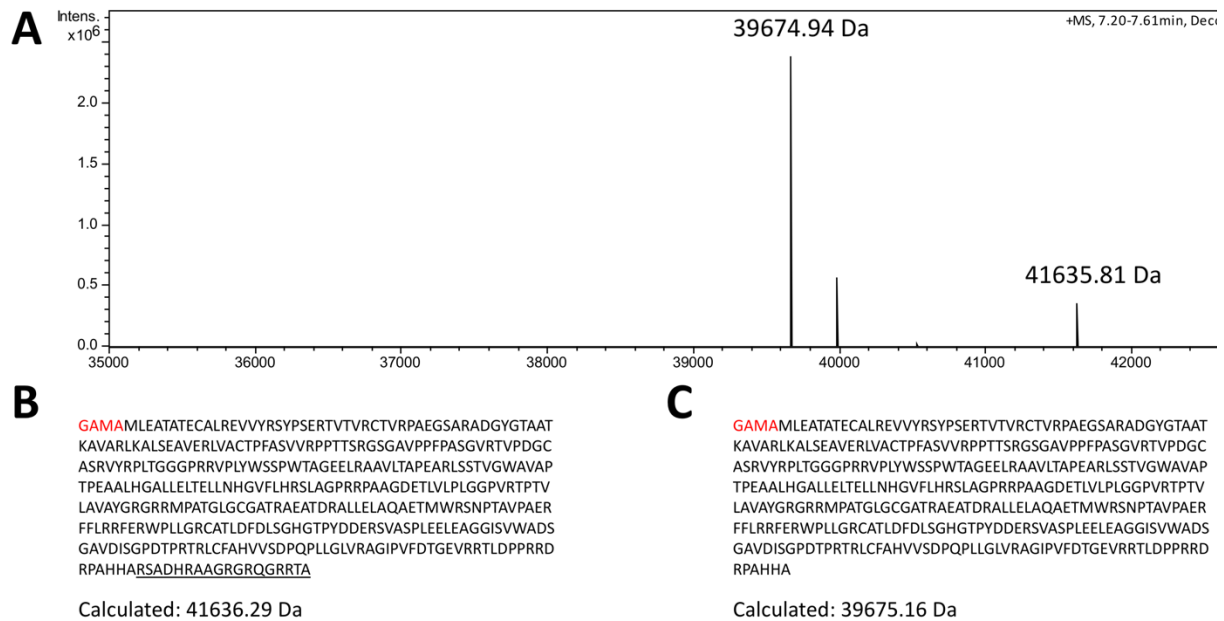 A
Intens.
x10⁶
39674.94 Da
+MS, 7.20-7.61min, Deco
2.0
1.5
41635.81 Da
1.0
0.5
0.0
35000 36000 37000 38000 39000 40000 41000 42000
B
GAMAMLEATATECALREVVYRSYPSERTVTVRCTVRPAEGSARADGYGTAAT
KAVARLKALSEAVERLVACTPFASVVRPPTTSRGSGAVPPFPASGVRTVPDGC
ASRVYRPLTGGGPRRVPLYWSSPWTAGEELRAAVLTAPEARLSSTVGWAVAP
TPEAALHGALLELTELLNHGVFLHRSLAGPRRPAAGDETLVLPLGGPVRTPTV
LAVAYGRGRRMPATGLGCGATRAEATDRALLELAQAETMWRSNPTAVPAER
FFLRRFERWPLLGRCATLDFDLSGHGTPYDDERSVASPLEELEAGGISVWADS
GAVDISGPDTPRTRLCFAHVVSDPQPLLGLVRAGIPVFDTGEVRRTLDPPRRD
RPAHHARSADHRAAGRGRQGRRTA
Calculated: 41636.29 Da
C
GAMAMLEATATECALREVVYRSYPSERTVTVRCTVRPAEGSARADGYGTAAT
KAVARLKALSEAVERLVACTPFASVVRPPTTSRGSGAVPPFPASGVRTVPDGC
ASRVYRPLTGGGPRRVPLYWSSPWTAGEELRAAVLTAPEARLSSTVGWAVAP
TPEAALHGALLELTELLNHGVFLHRSLAGPRRPAAGDETLVLPLGGPVRTPTV
LAVAYGRGRRMPATGLGCGATRAEATDRALLELAQAETMWRSNPTAVPAER
FFLRRFERWPLLGRCATLDFDLSGHGTPYDDERSVASPLEELEAGGISVWADS
GAVDISGPDTPRTRLCFAHVVSDPQPLLGLVRAGIPVFDTGEVRRTLDPPRRD
RPAHHA
Calculated: 39675.16 Da